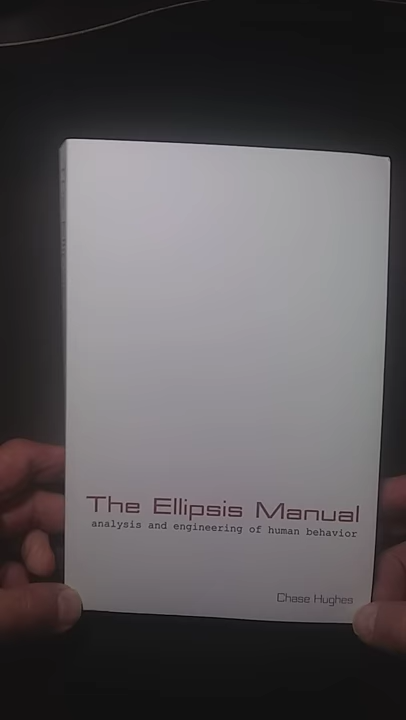 The Ellipsis Manual
analysis and engineering of human behavior
Chase Hughes